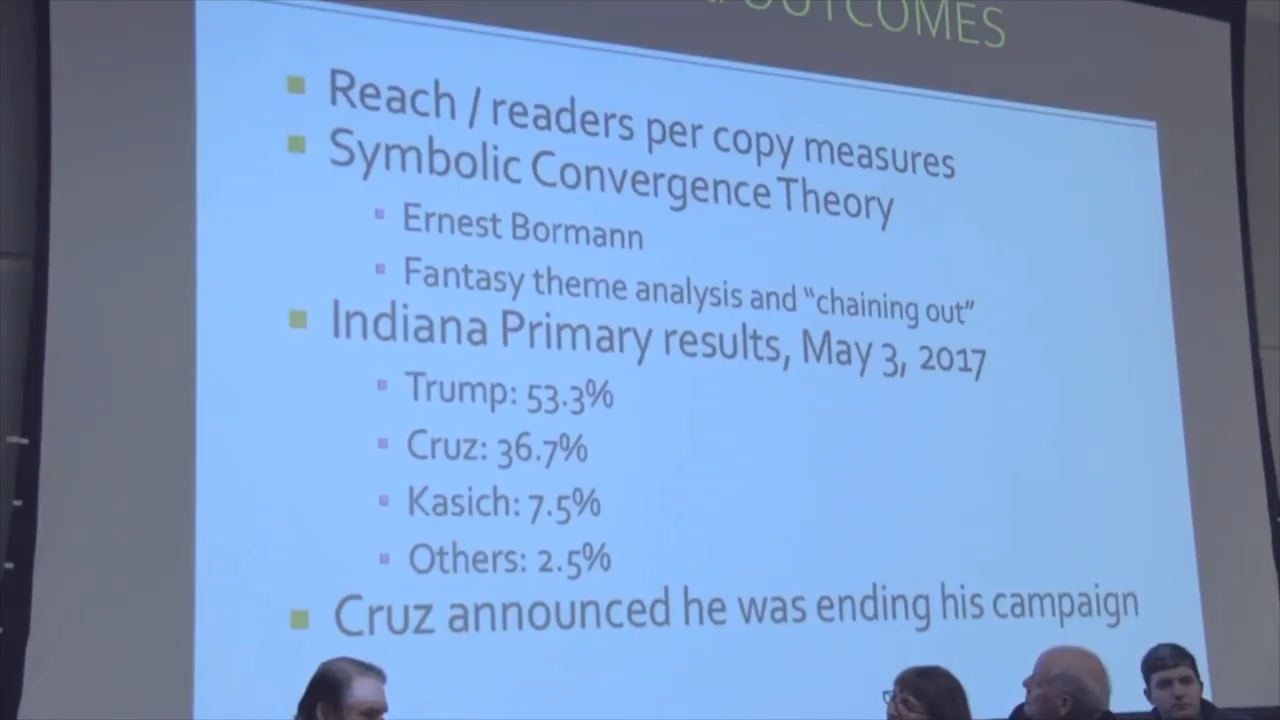 OUTCOMES
Reach / readers per copy measures
Symbolic Convergence Theory
Ernest Bormann
Fantasy theme analysis and “chaining out”
Indiana Primary results, May 3, 2017
Trump: 53.3%
Cruz: 36.7%
Kasich: 7.5%
Others: 2.5%
Cruz announced he was ending his campaign